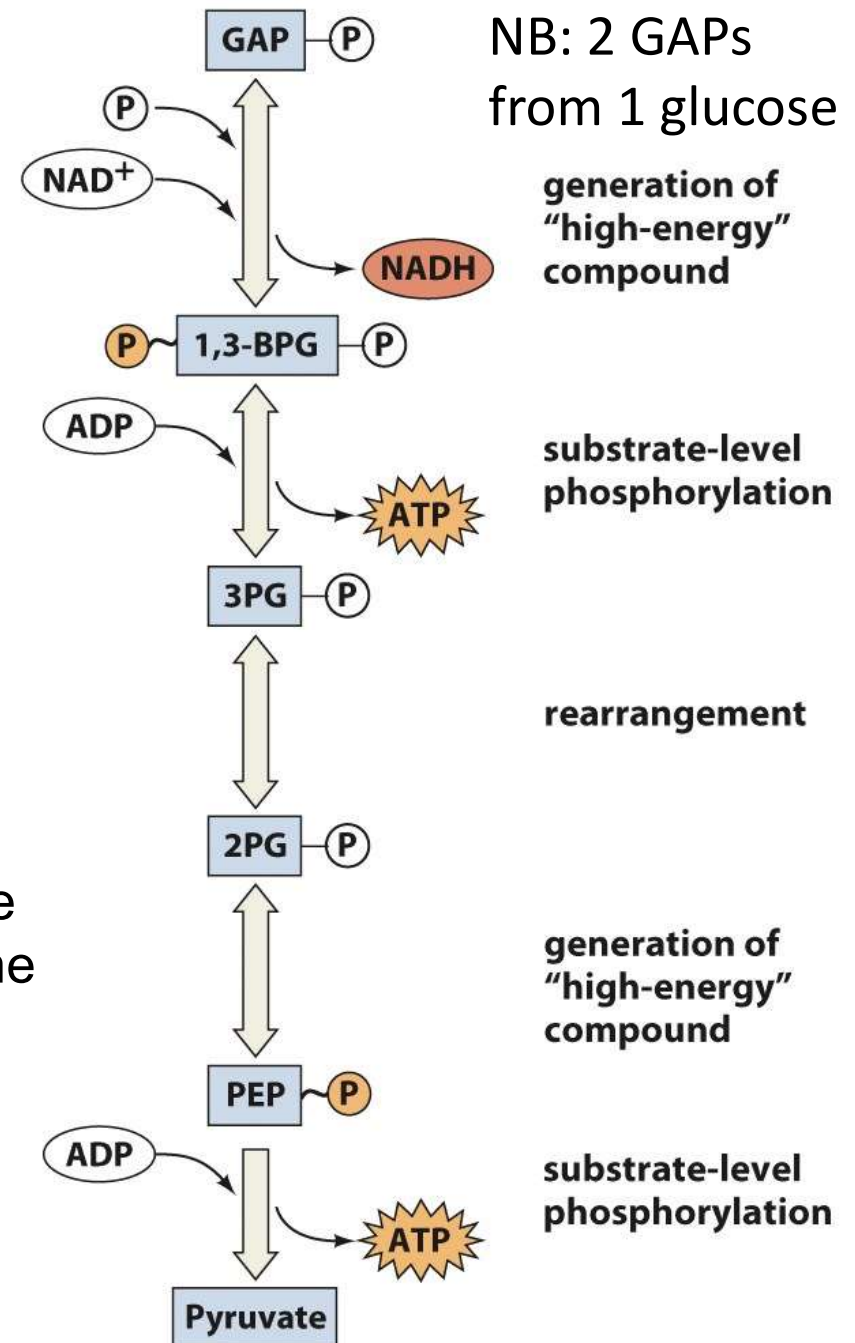 GAP P
NB: 2 GAPs
from 1 glucose
P
NAD+
generation of
“high-energy”
compound
NADH
P 1,3-BPG P
ADP
substrate-level
phosphorylation
ATP
3PG P
rearrangement
2PG P
e
generation of
“high-energy”
compound
PEP P
ADP
substrate-level
phosphorylation
ATP
Pyruvate